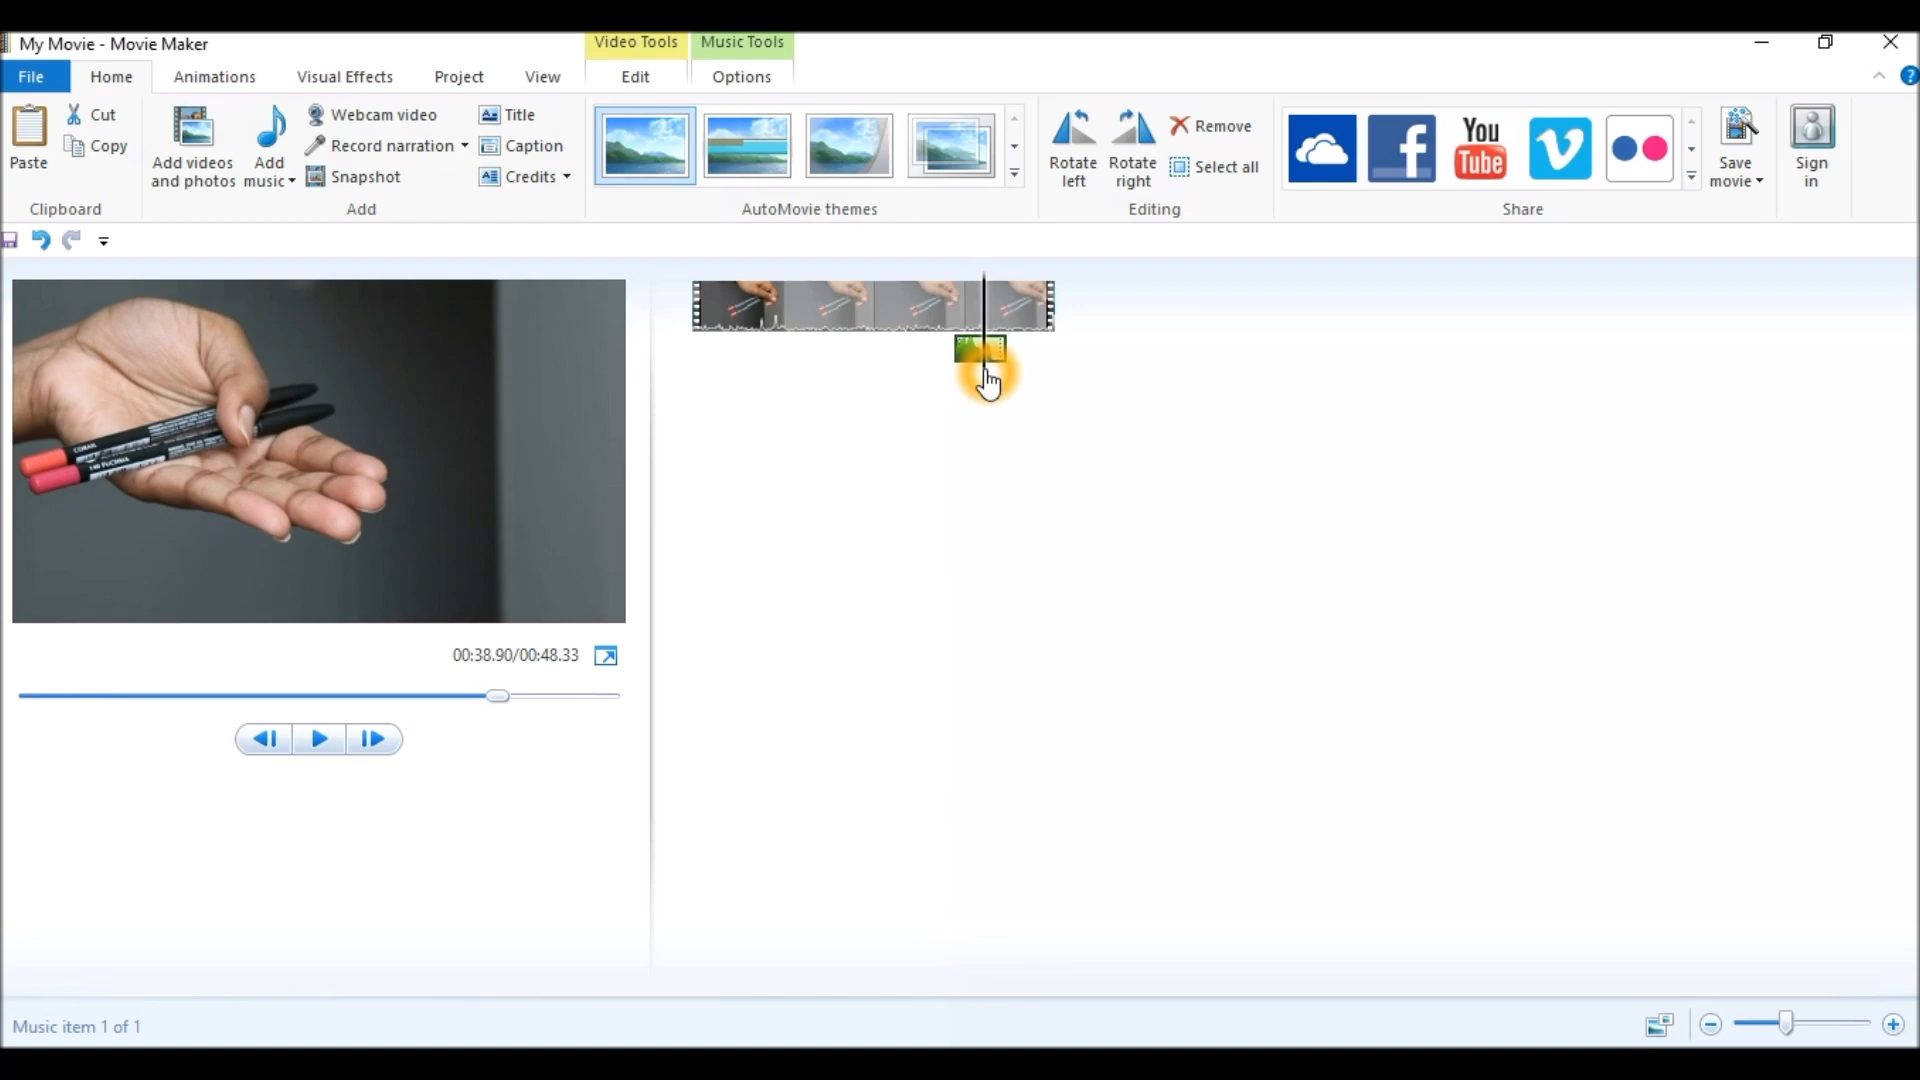 My Movie - Movie Maker
Video Tools
Music Tools
File
Home
Animations
Visual Effects
Project
View
Edit
Options
Paste
Cut
Copy
Clipboard
Add videos
and photos
Add
music
Webcam video
Record narration
Snapshot
Title
Caption
Credits
Add
AutoMovie themes
Rotate
left
Rotate
right
Remove
Select all
Editing
f
You
Tube
Share
Save
movie
Sign
in
CORAIL
148 FUCHSIA
00:38.90/00:48.33
Music item 1 of 1